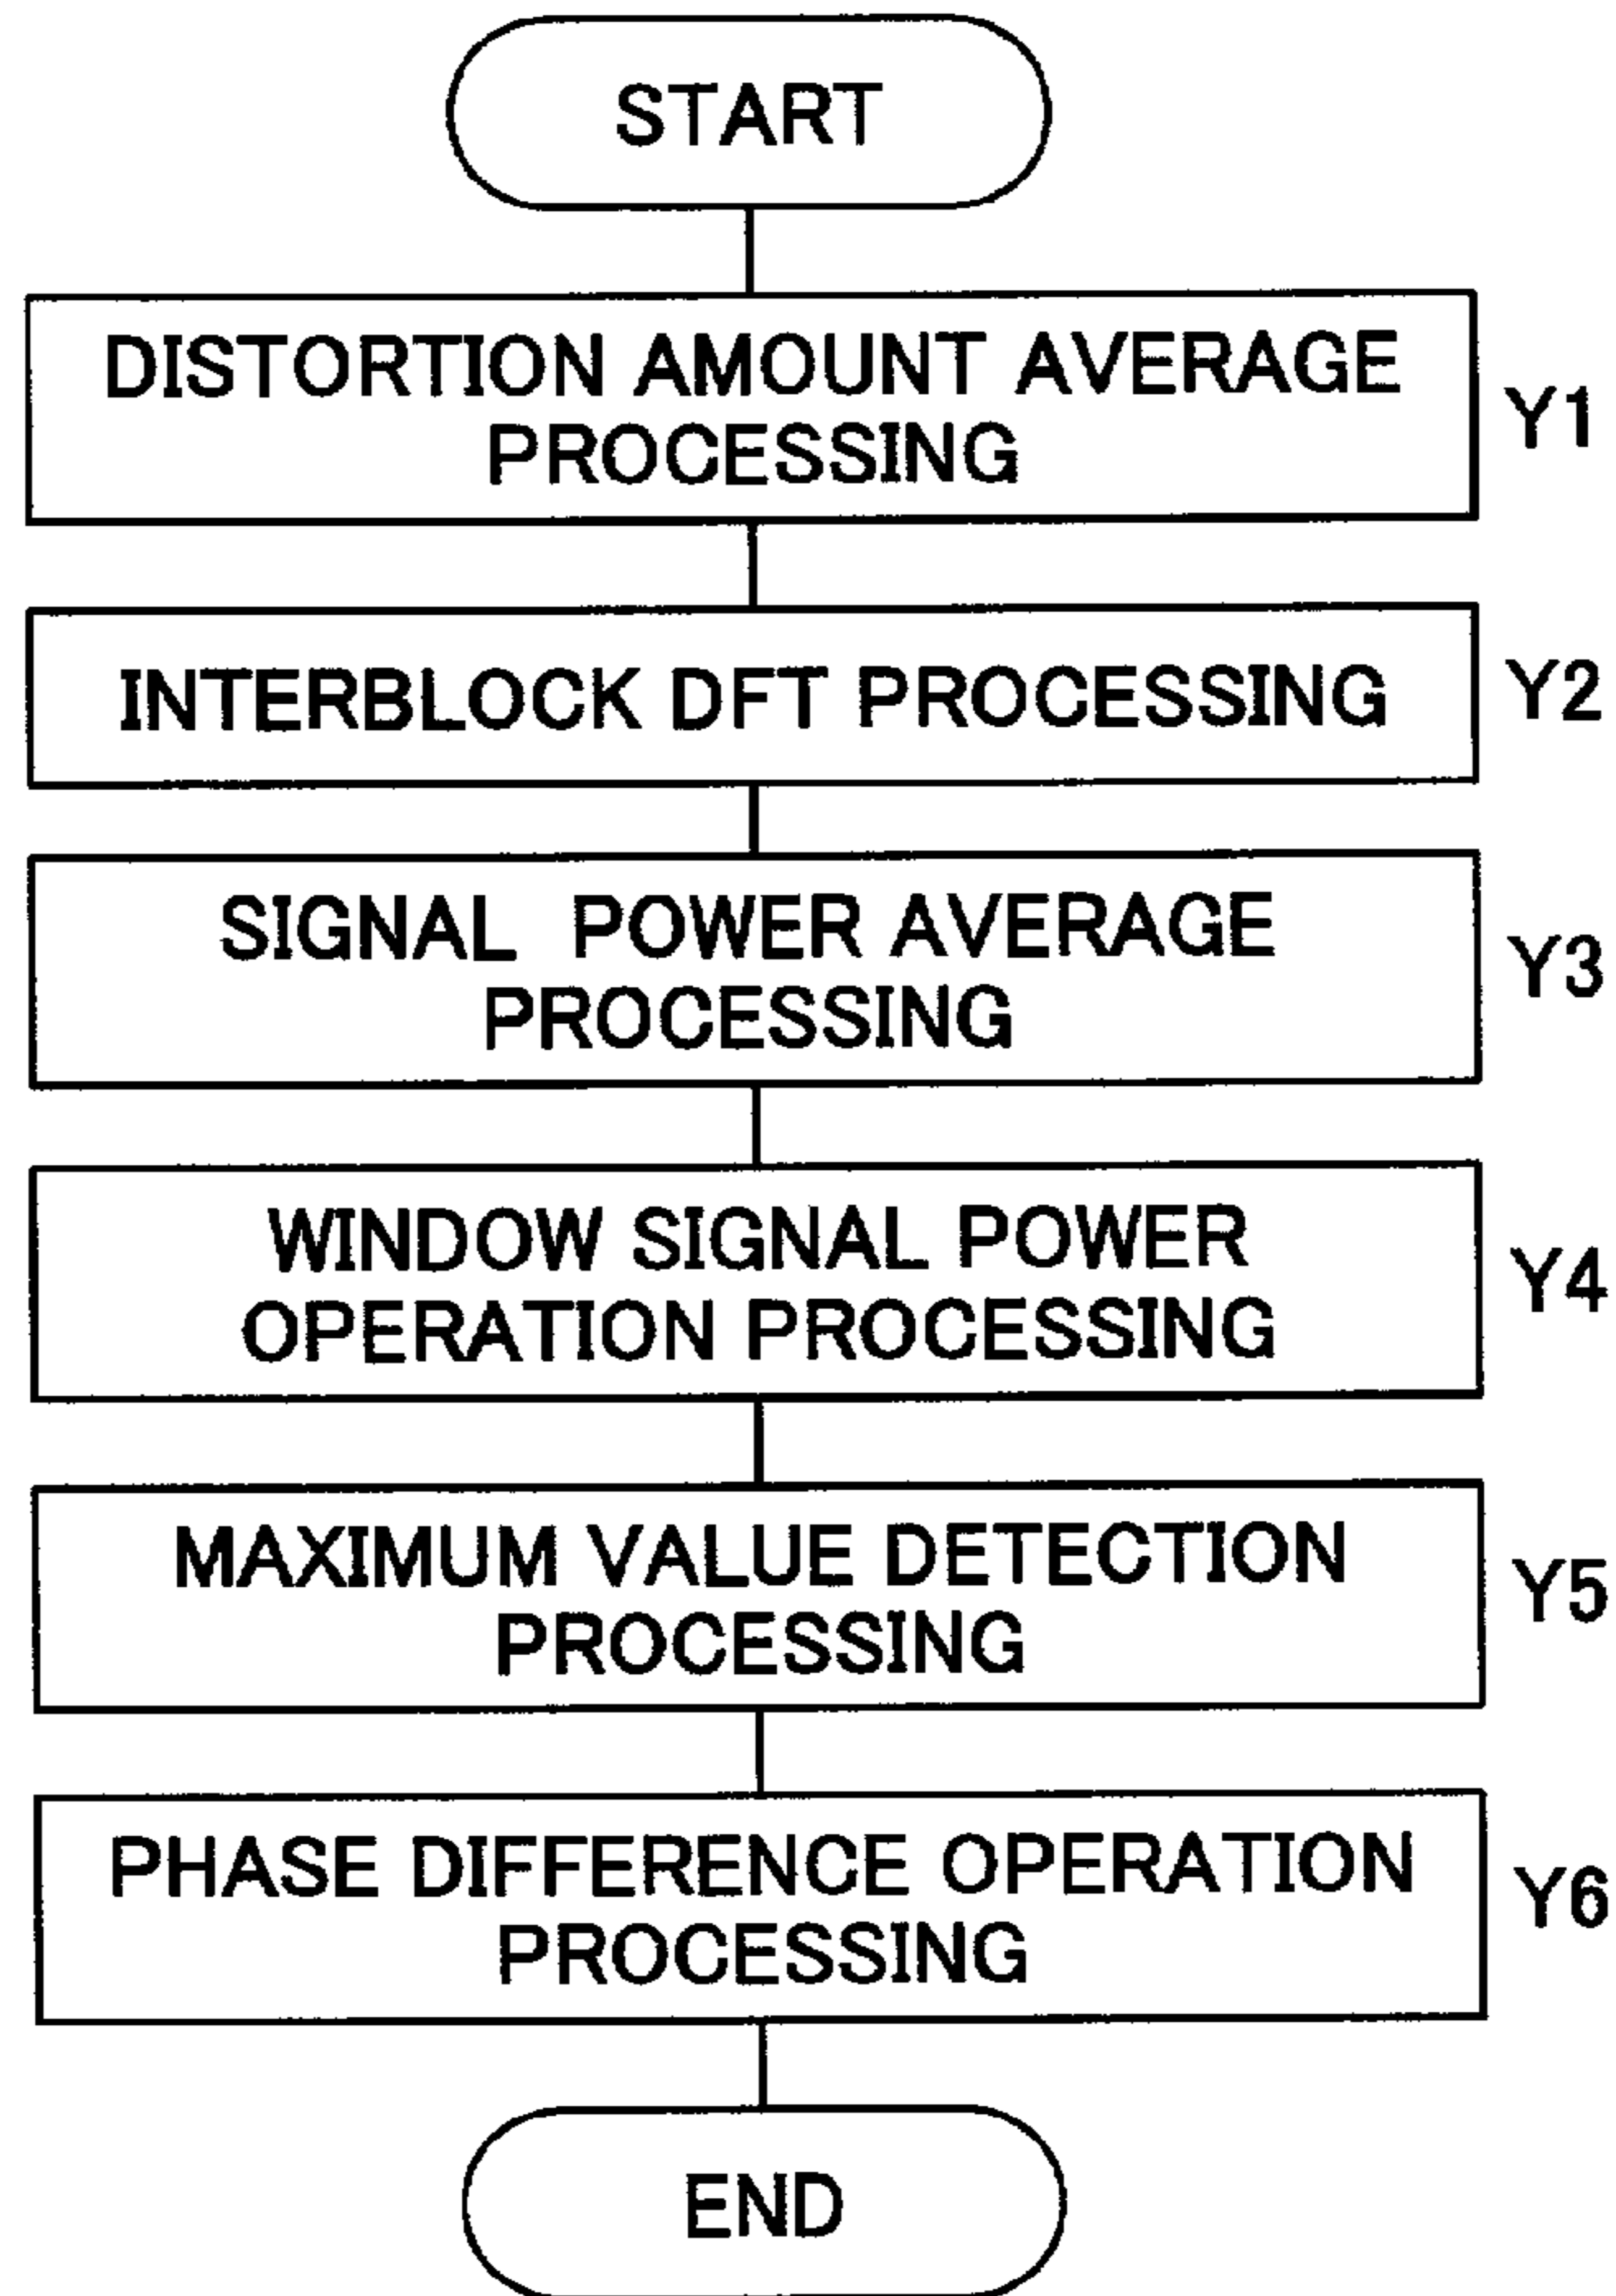 START
DISTORTION AMOUNT AVERAGE
PROCESSING
Y1
INTERBLOCK DFT PROCESSING
Y2
SIGNAL POWER AVERAGE
PROCESSING
Y3
WINDOW SIGNAL POWER
OPERATION PROCESSING
Y4
MAXIMUM VALUE DETECTION
PROCESSING
Y5
PHASE DIFFERENCE OPERATION
PROCESSING
Y6
END